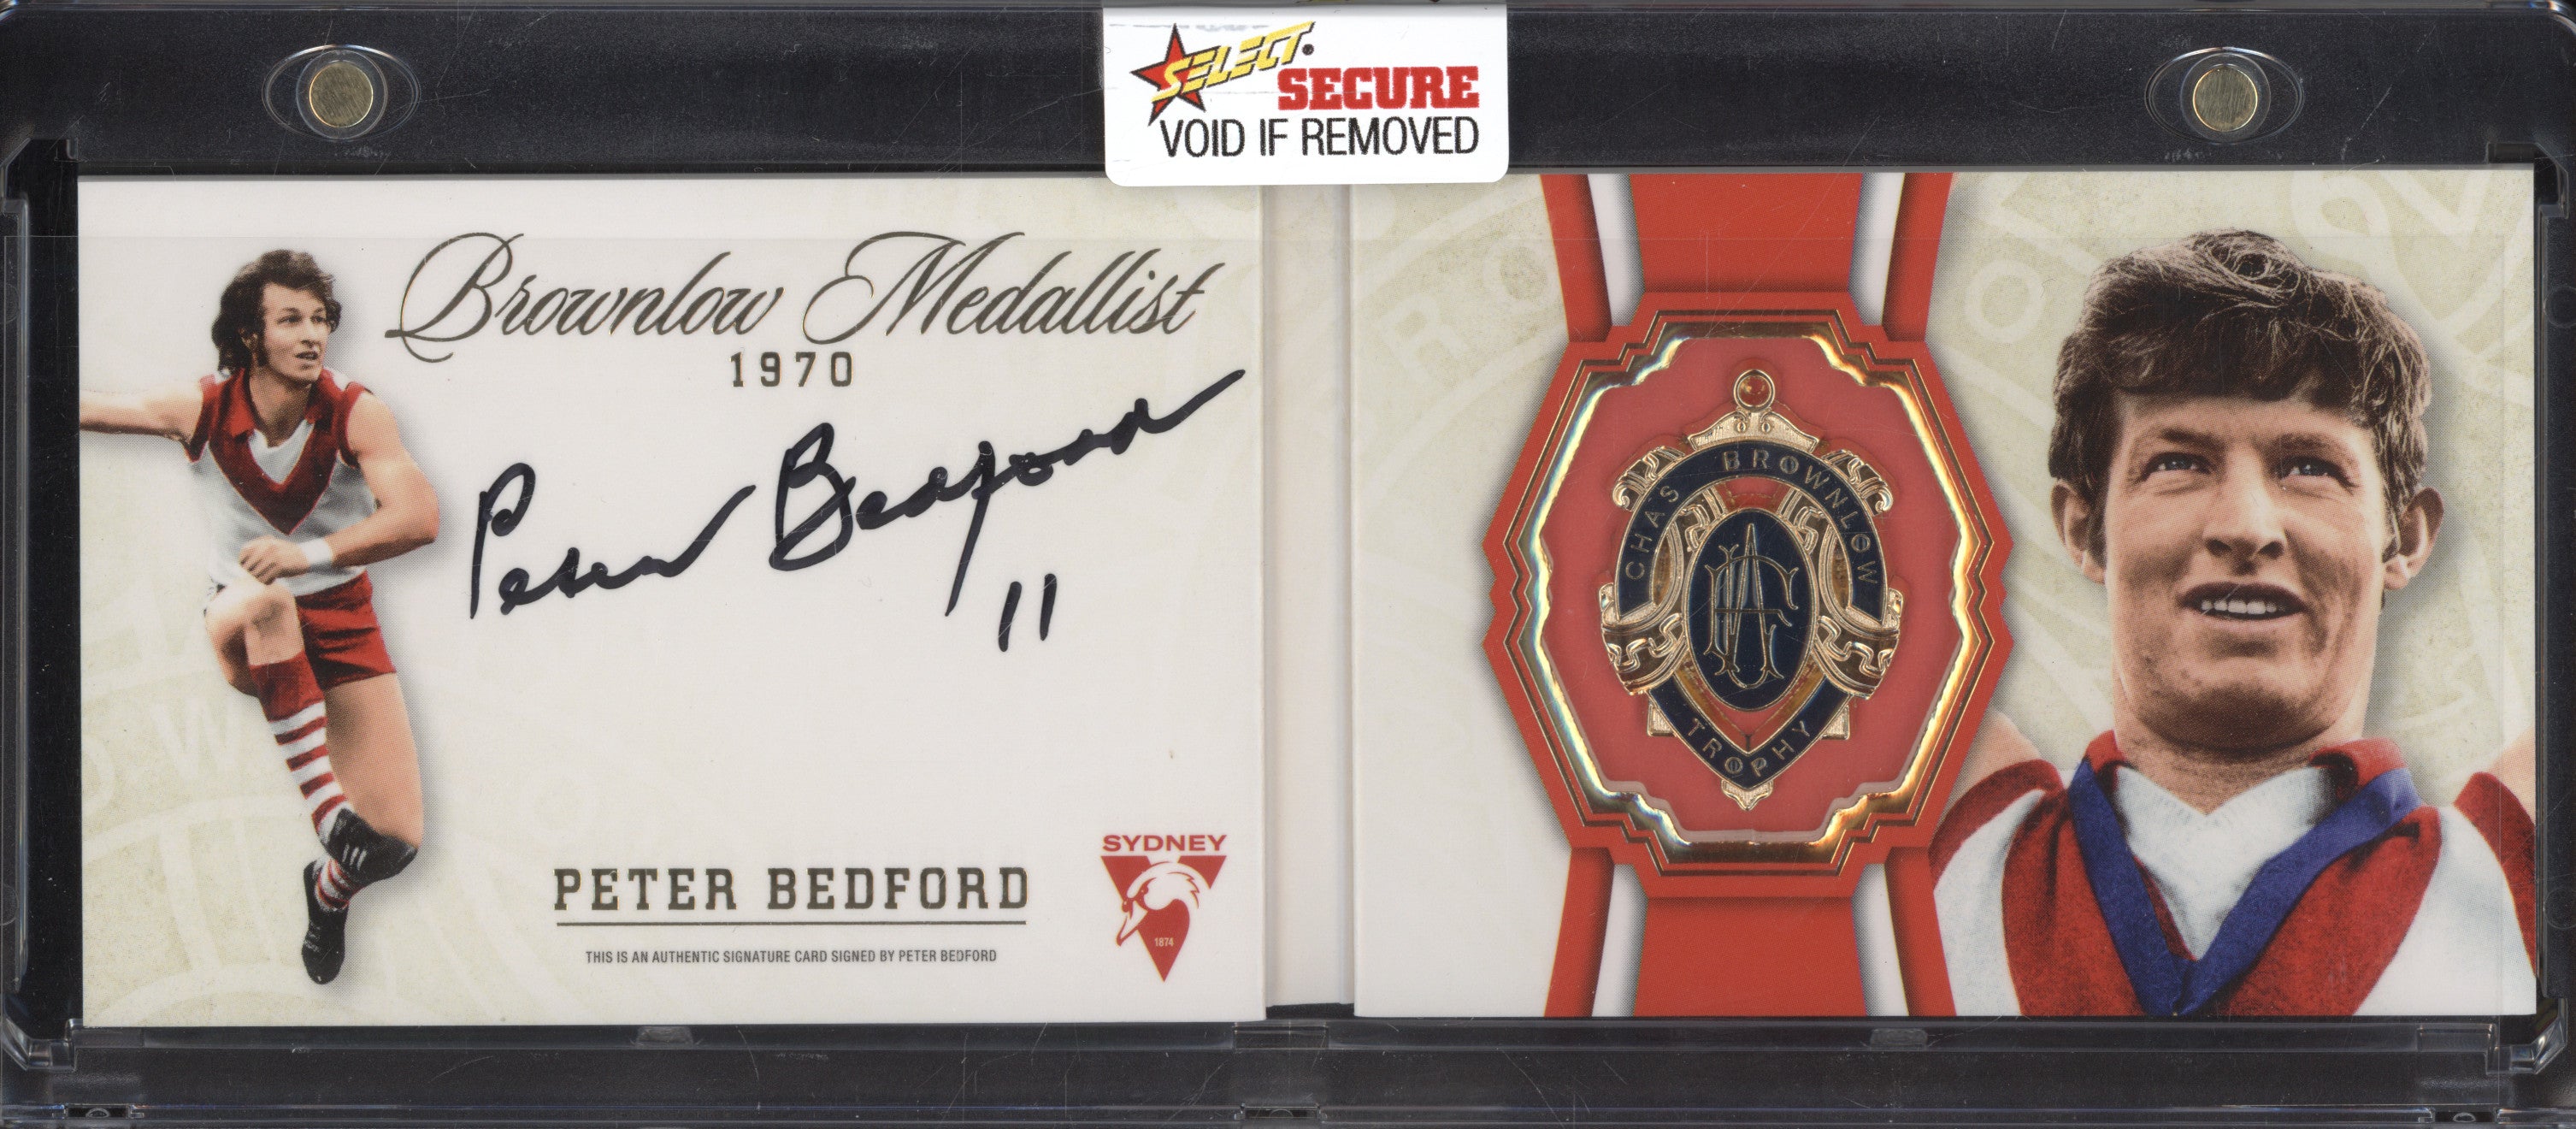 SELECT
SECURE
VOID IF REMOVED
Brownlow Medallist
1970
Peter Bedford
11
PETER BEDFORD
THIS IS AN AUTHENTIC SIGNATURE CARD SIGNED BY PETER BEDFORD
SYDNEY
1874
CHAS BROWNLOW
TROPHY